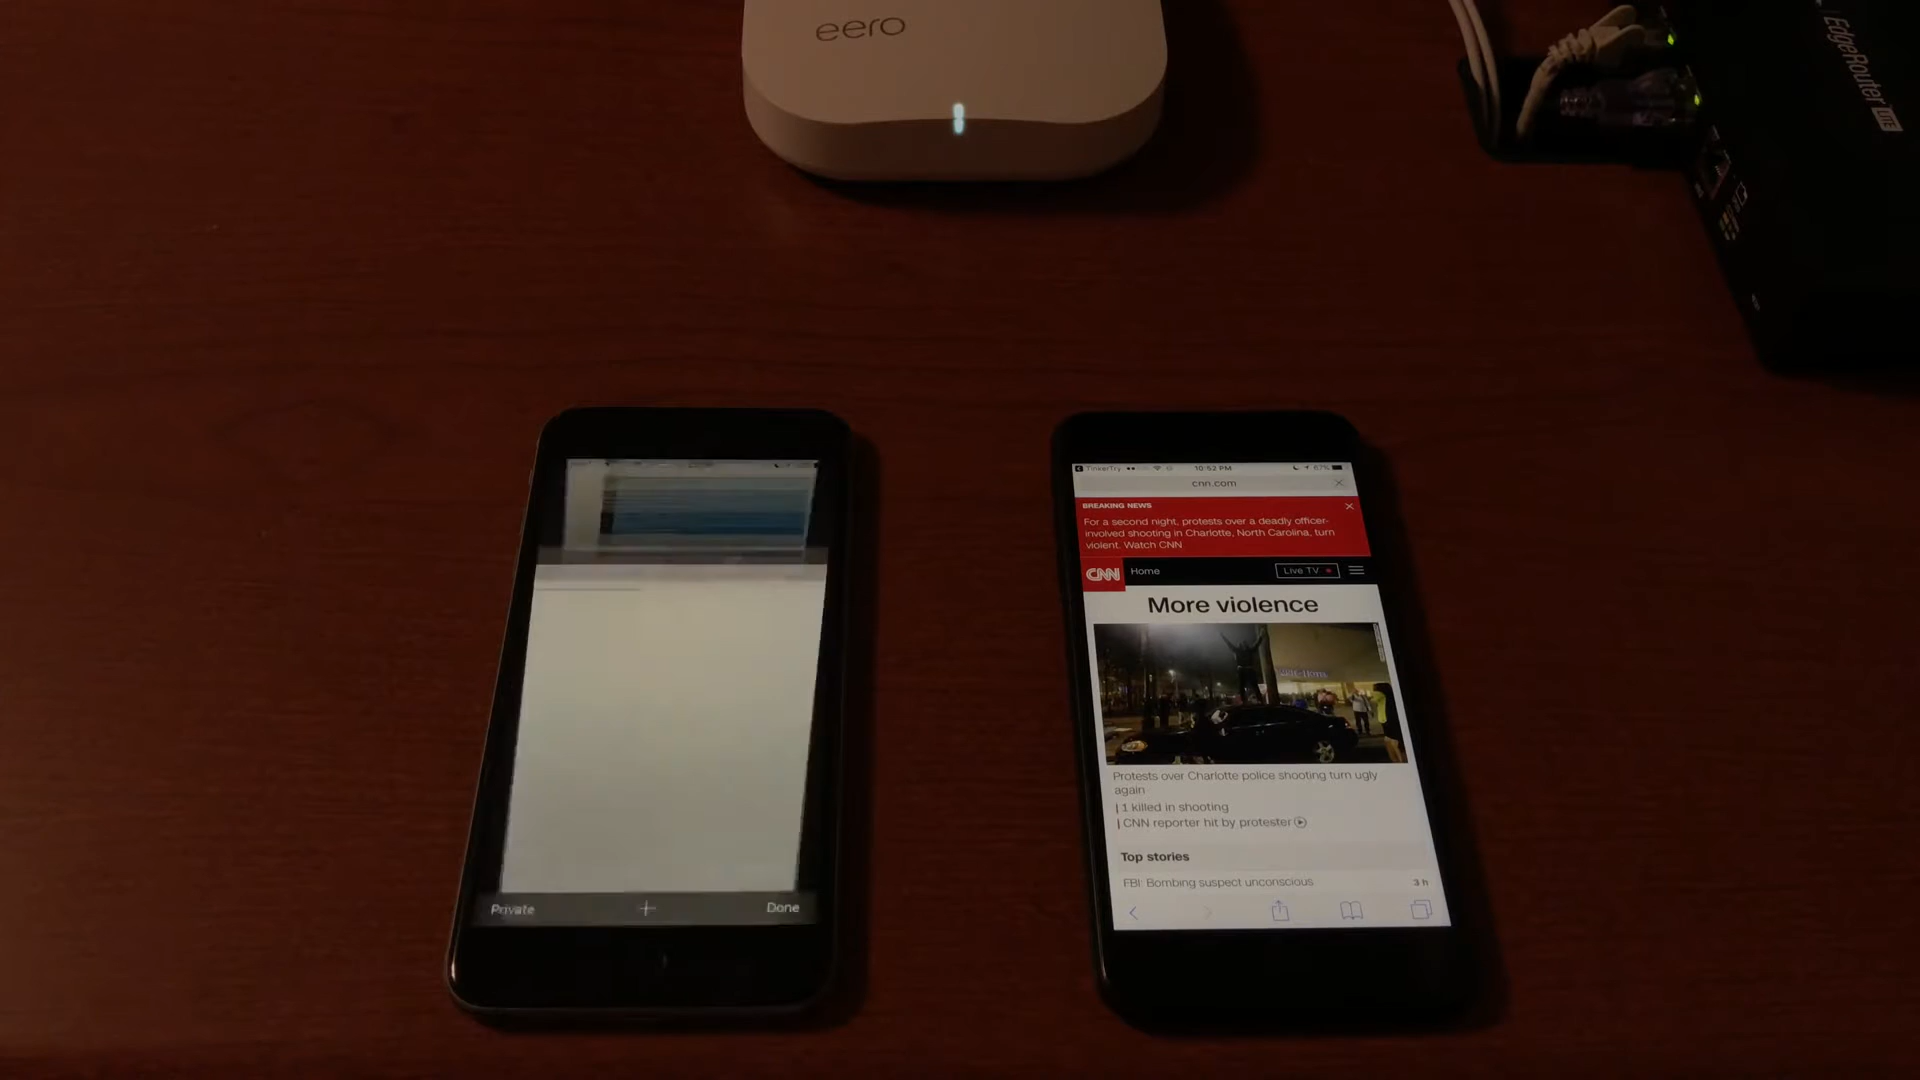 eero
EdgeRouter LITE
TinkerTry
10:52 PM
67%
cnn.com
BREAKING NEWS
For a second night, protests over a deadly officer-
involved shooting in Charlotte, North Carolina, turn
violent. Watch CNN
CNN Home Live TV
More violence
Protests over Charlotte police shooting turn ugly
again
1 killed in shooting
CNN reporter hit by protester
Top stories
FBI: Bombing suspect unconscious 3 h
Private + Done